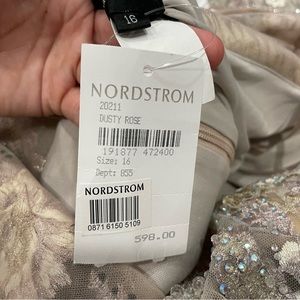 16
NORDSTROM
20211
DUSTY ROSE
191877 472400
Size: 16
Dept: 855
NORDSTROM
0871 6150 5109
598.00